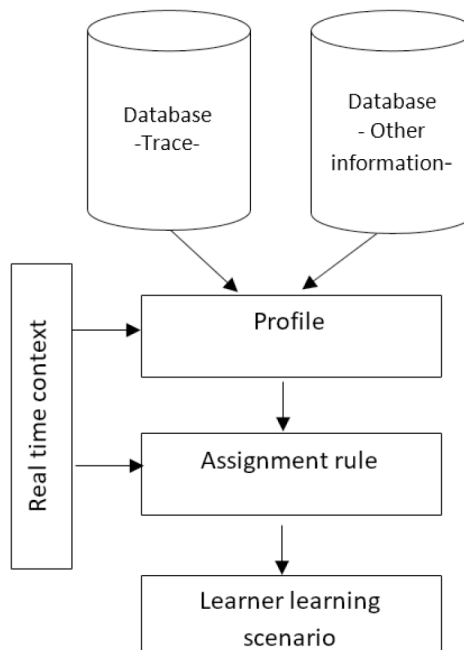 Database
-Trace-
Database
- Other
information-
Real time context
Profile
Assignment rule
Learner learning
scenario